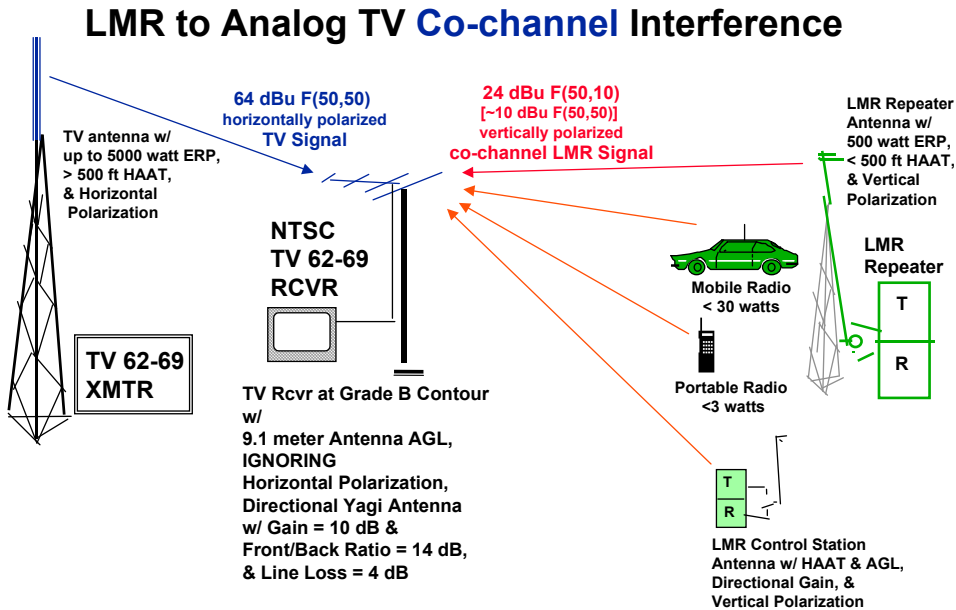 LMR to Analog TV Co-channel Interference
64 dBu F(50,50)
horizontally polarized
TV Signal
24 dBu F(50,10)
[~10 dBu F(50,50)]
vertically polarized
co-channel LMR Signal
TV antenna w/
up to 5000 watt ERP,
> 500 ft HAAT,
& Horizontal
Polarization
LMR Repeater
Antenna w/
500 watt ERP,
< 500 ft HAAT,
& Vertical
Polarization
NTSC
TV 62-69
RCVR
LMR
Repeater
T
R
Mobile Radio
< 30 watts
Portable Radio
<3 watts
TV 62-69
XMTR
TV Rcvr at Grade B Contour
w/
9.1 meter Antenna AGL,
IGNORING
Horizontal Polarization,
Directional Yagi Antenna
w/ Gain = 10 dB &
Front/Back Ratio = 14 dB,
& Line Loss = 4 dB
T
R
LMR Control Station
Antenna w/ HAAT & AGL,
Directional Gain, &
Vertical Polarization